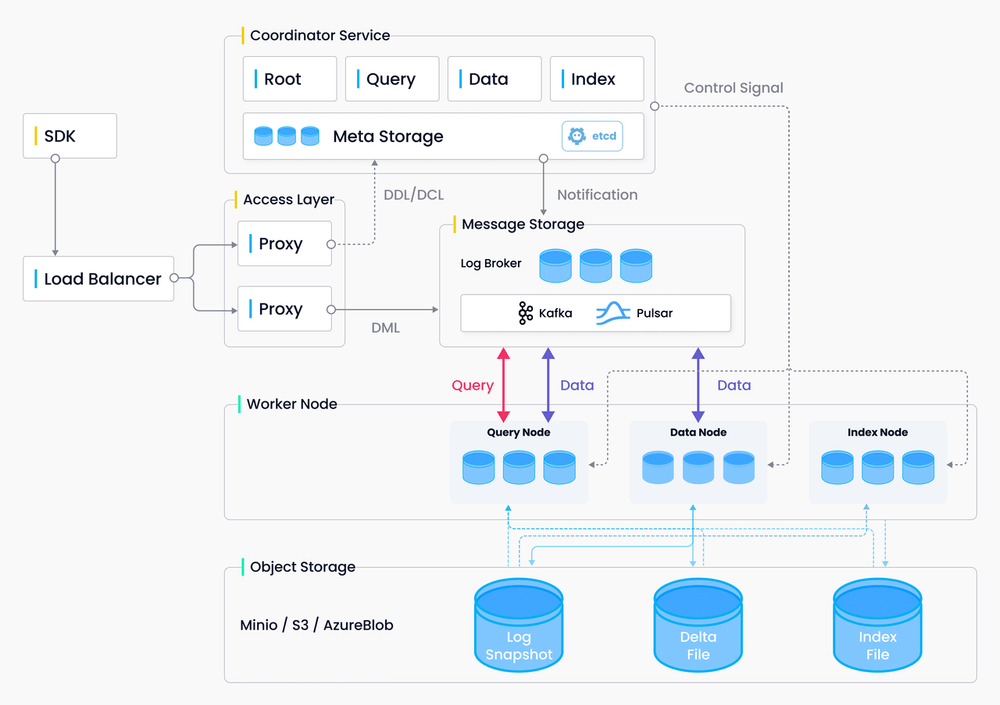 Coordinator Service
Root
Query
Data
Index
Control Signal
SDK
Meta Storage
etcd
Access Layer
DDL/DCL
Notification
Message Storage
Proxy
Log Broker
Load Balancer
Proxy
Kafka
Pulsar
DML
Query
Data
Data
Worker Node
Query Node
Data Node
Index Node
Object Storage
Minio / S3 / AzureBlob
Log
Snapshot
Delta
File
Index
File